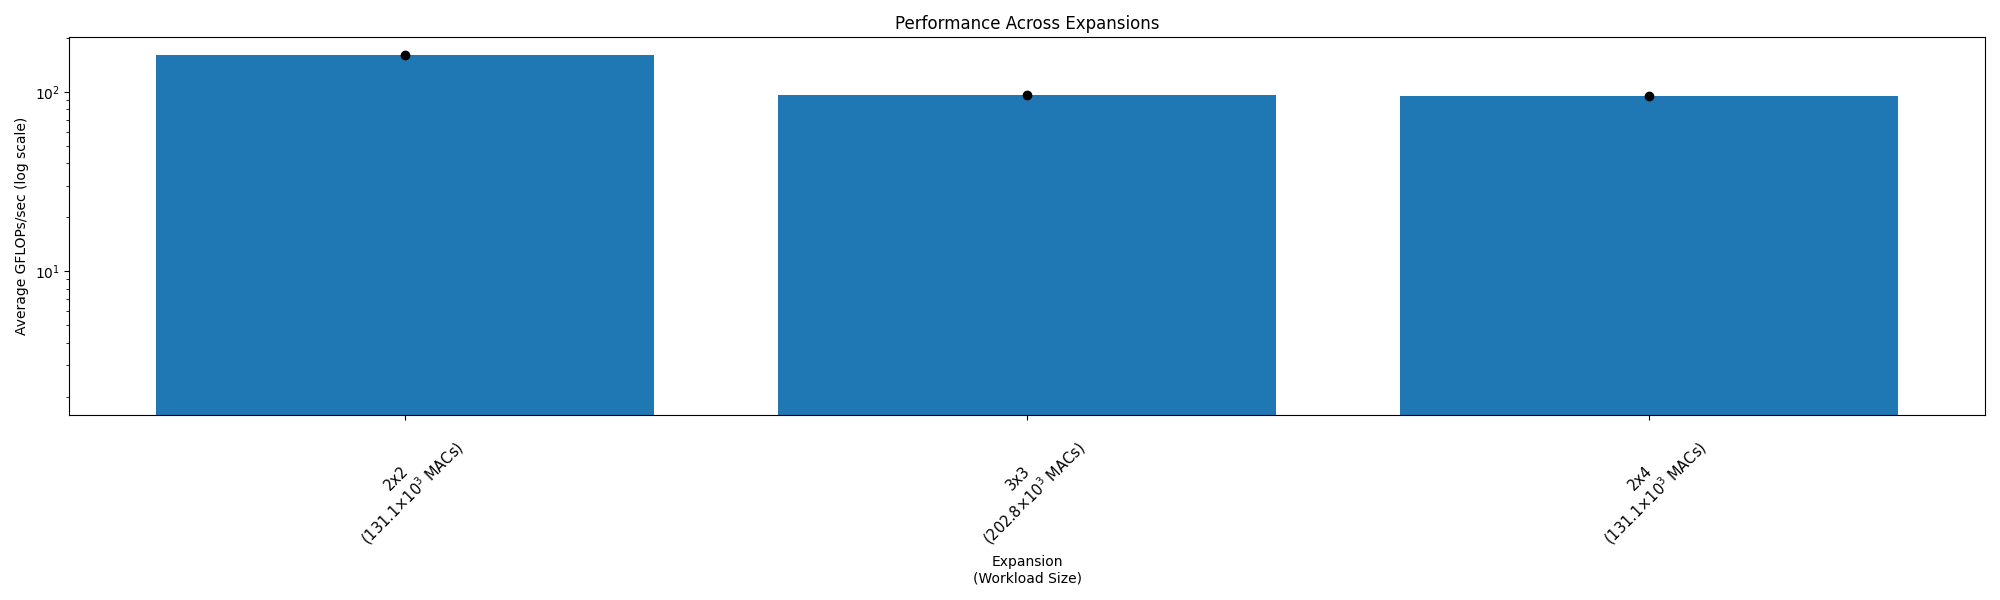 Performance Across Expansions
Average GFLOPs/sec (log scale)
10²
10¹
2x2
(131.1×10³ MACs)
3x3
(202.8×10³ MACs)
2x4
(131.1×10³ MACs)
Expansion
(Workload Size)